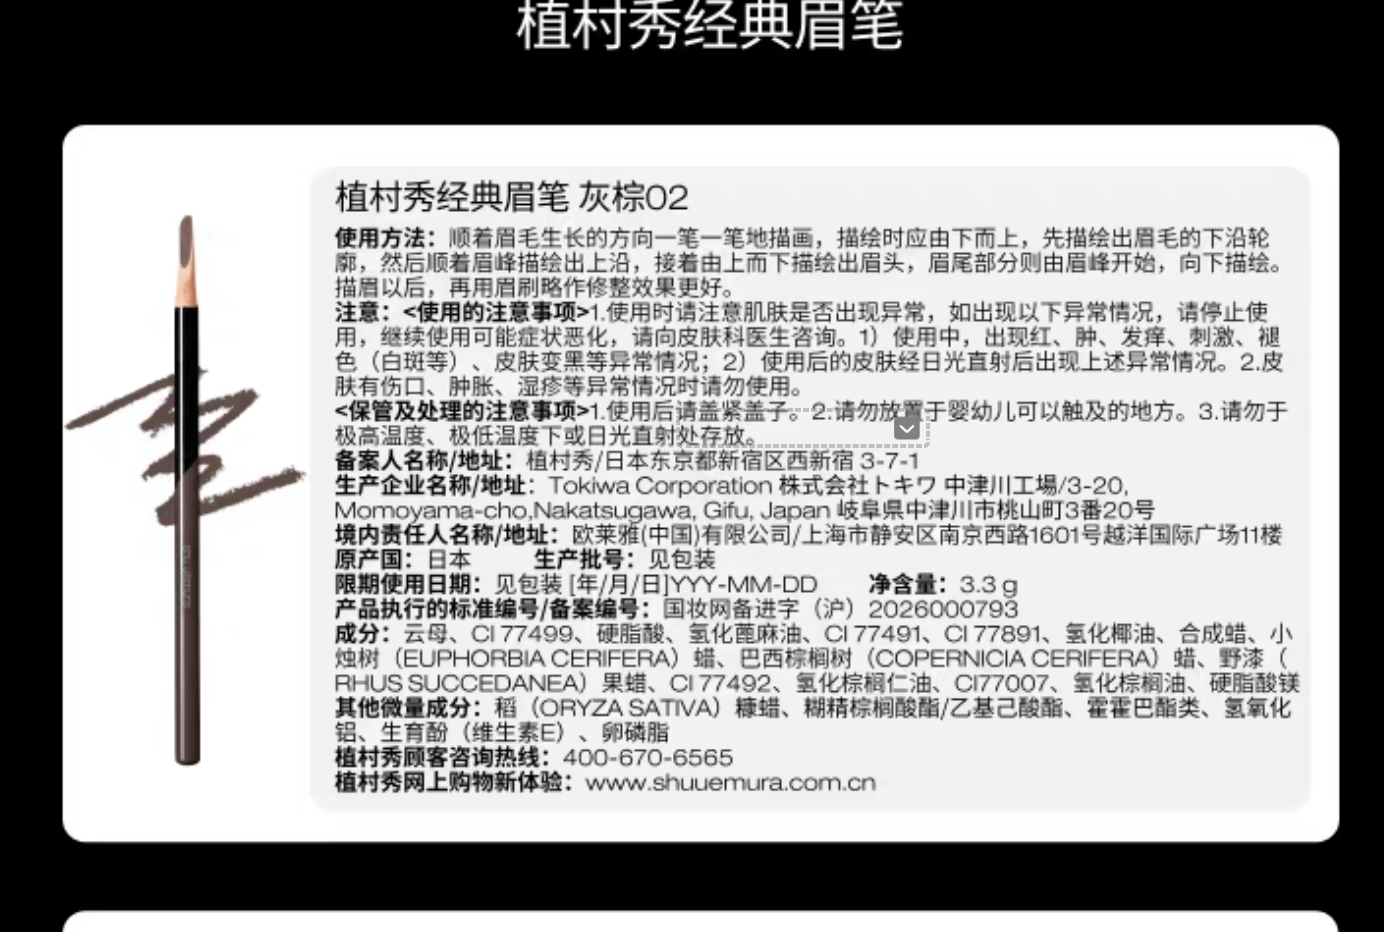 植村秀经典眉笔
植村秀经典眉笔 灰棕02
使用方法：顺着眉毛生长的方向一笔一笔地描画，描绘时应由下而上，先描绘出眉毛的下沿轮
廓，然后顺着眉峰描绘出上沿，接着由上而下描绘出眉头，眉尾部分则由眉峰开始，向下描绘。
描眉以后，再用眉刷略作修整效果更好。
注意：<使用的注意事项>1.使用时请注意肌肤是否出现异常，如出现以下异常情况，请停止使
用，继续使用可能症状恶化，请向皮肤科医生咨询。1）使用中，出现红、肿、发痒、刺激、褪
色（白斑等）、皮肤变黑等异常情况；2）使用后的皮肤经日光直射后出现上述异常情况。2.皮
肤有伤口、肿胀、湿疹等异常情况时请勿使用。
<保管及处理的注意事项>1.使用后请盖紧盖子。2.请勿放置于婴幼儿可以触及的地方。3.请勿于
极高温度、极低温度下或日光直射处存放。
备案人名称/地址：植村秀/日本东京都新宿区西新宿 3-7-1
生产企业名称/地址：Tokiwa Corporation 株式会社トキワ 中津川工場/3-20,
Momoyama-cho,Nakatsugawa, Gifu, Japan 岐阜県中津川市桃山町3番20号
境内责任人名称/地址：欧莱雅(中国)有限公司/上海市静安区南京西路1601号越洋国际广场11楼
原产国：日本 生产批号：见包装
限期使用日期：见包装 [年/月/日]YYY-MM-DD 净含量：3.3 g
产品执行的标准编号/备案编号：国妆网备进字（沪）2026000793
成分：云母、CI 77499、硬脂酸、氢化蓖麻油、CI 77491、CI 77891、氢化椰油、合成蜡、小
烛树（EUPHORBIA CERIFERA）蜡、巴西棕榈树（COPERNICIA CERIFERA）蜡、野漆（
RHUS SUCCEDANEA）果蜡、CI 77492、氢化棕榈仁油、CI77007、氢化棕榈油、硬脂酸镁
其他微量成分：稻（ORYZA SATIVA）糠蜡、糊精棕榈酸酯/乙基己酸酯、霍霍巴酯类、氢氧化
铝、生育酚（维生素E）、卵磷脂
植村秀顾客咨询热线：400-670-6565
植村秀网上购物新体验：www.shuuemura.com.cn